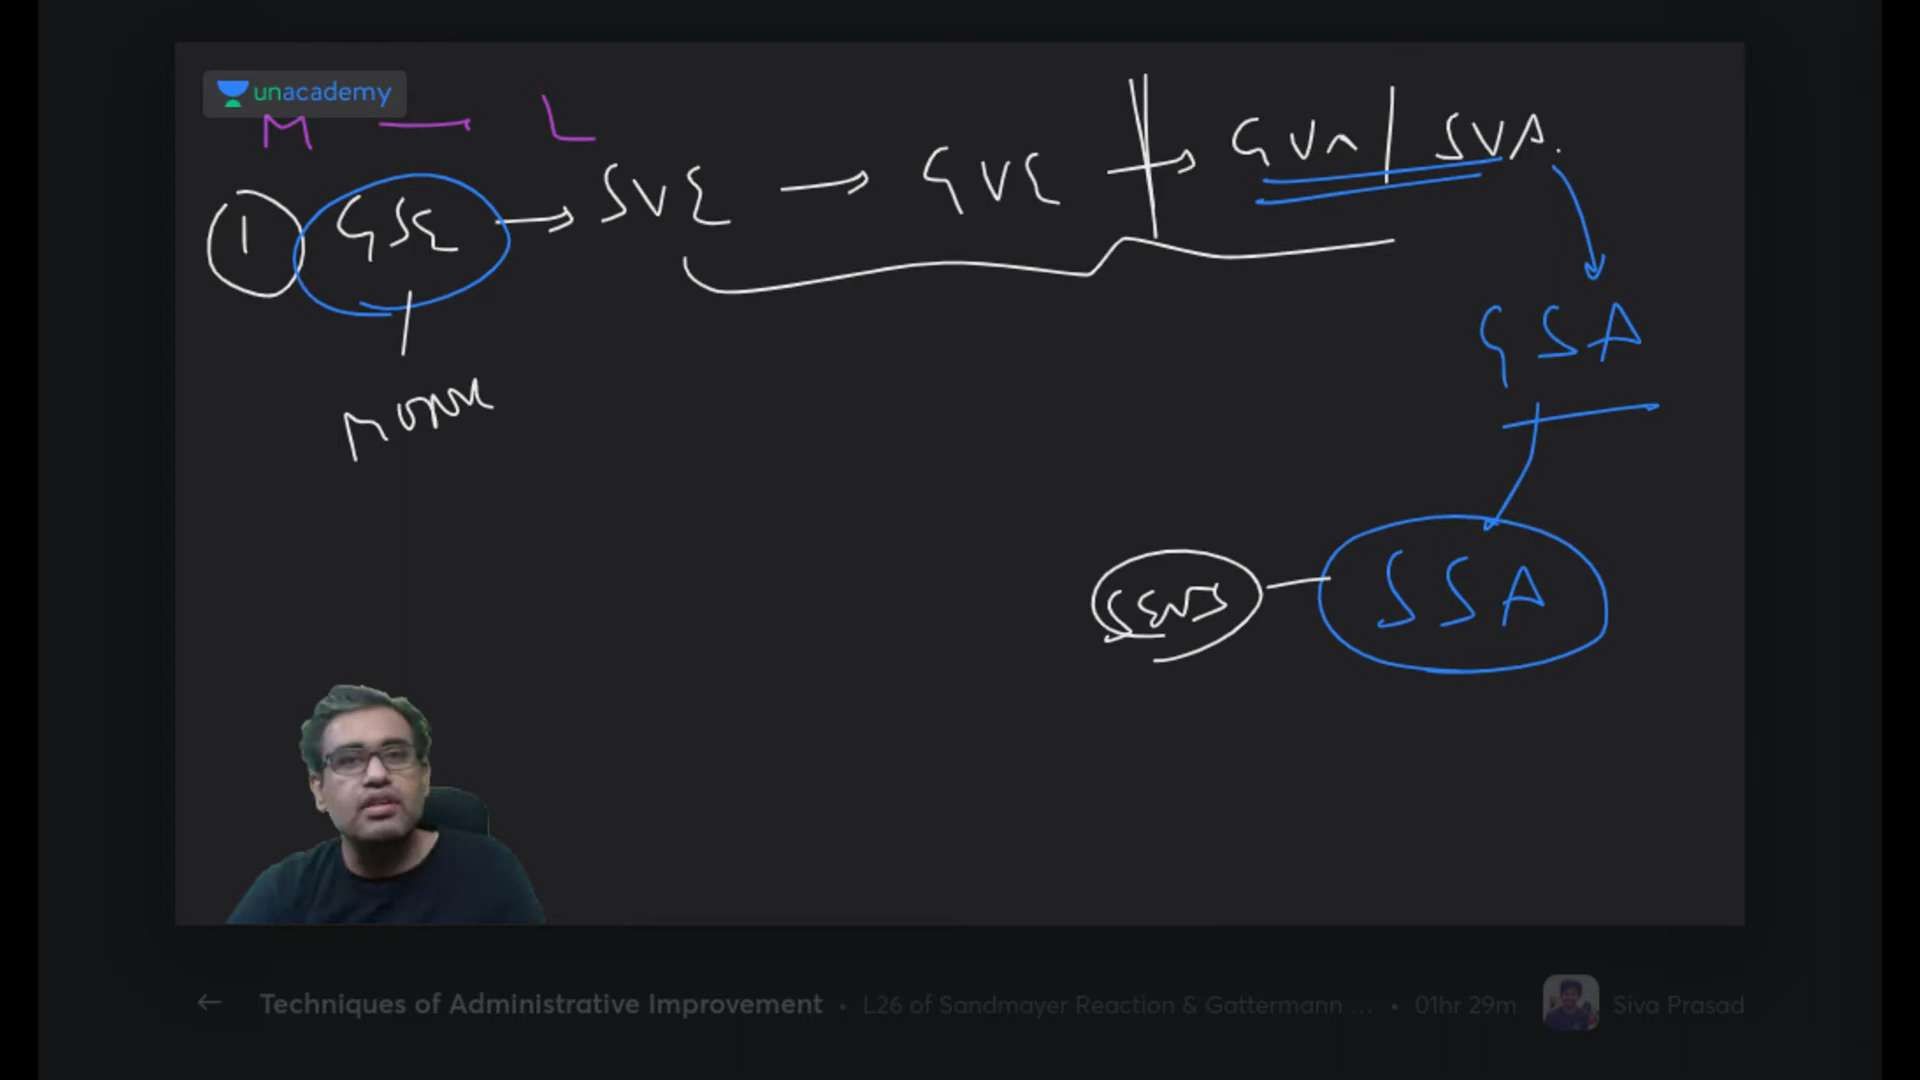 unacademy
M — L
1 GSE → SVE → GVE → GVA | SVA.
GSA
SSA
← Techniques of Administrative Improvement • L26 of Sandmayer Reaction & Gattermann ... • 01hr 29m Siva Prasad